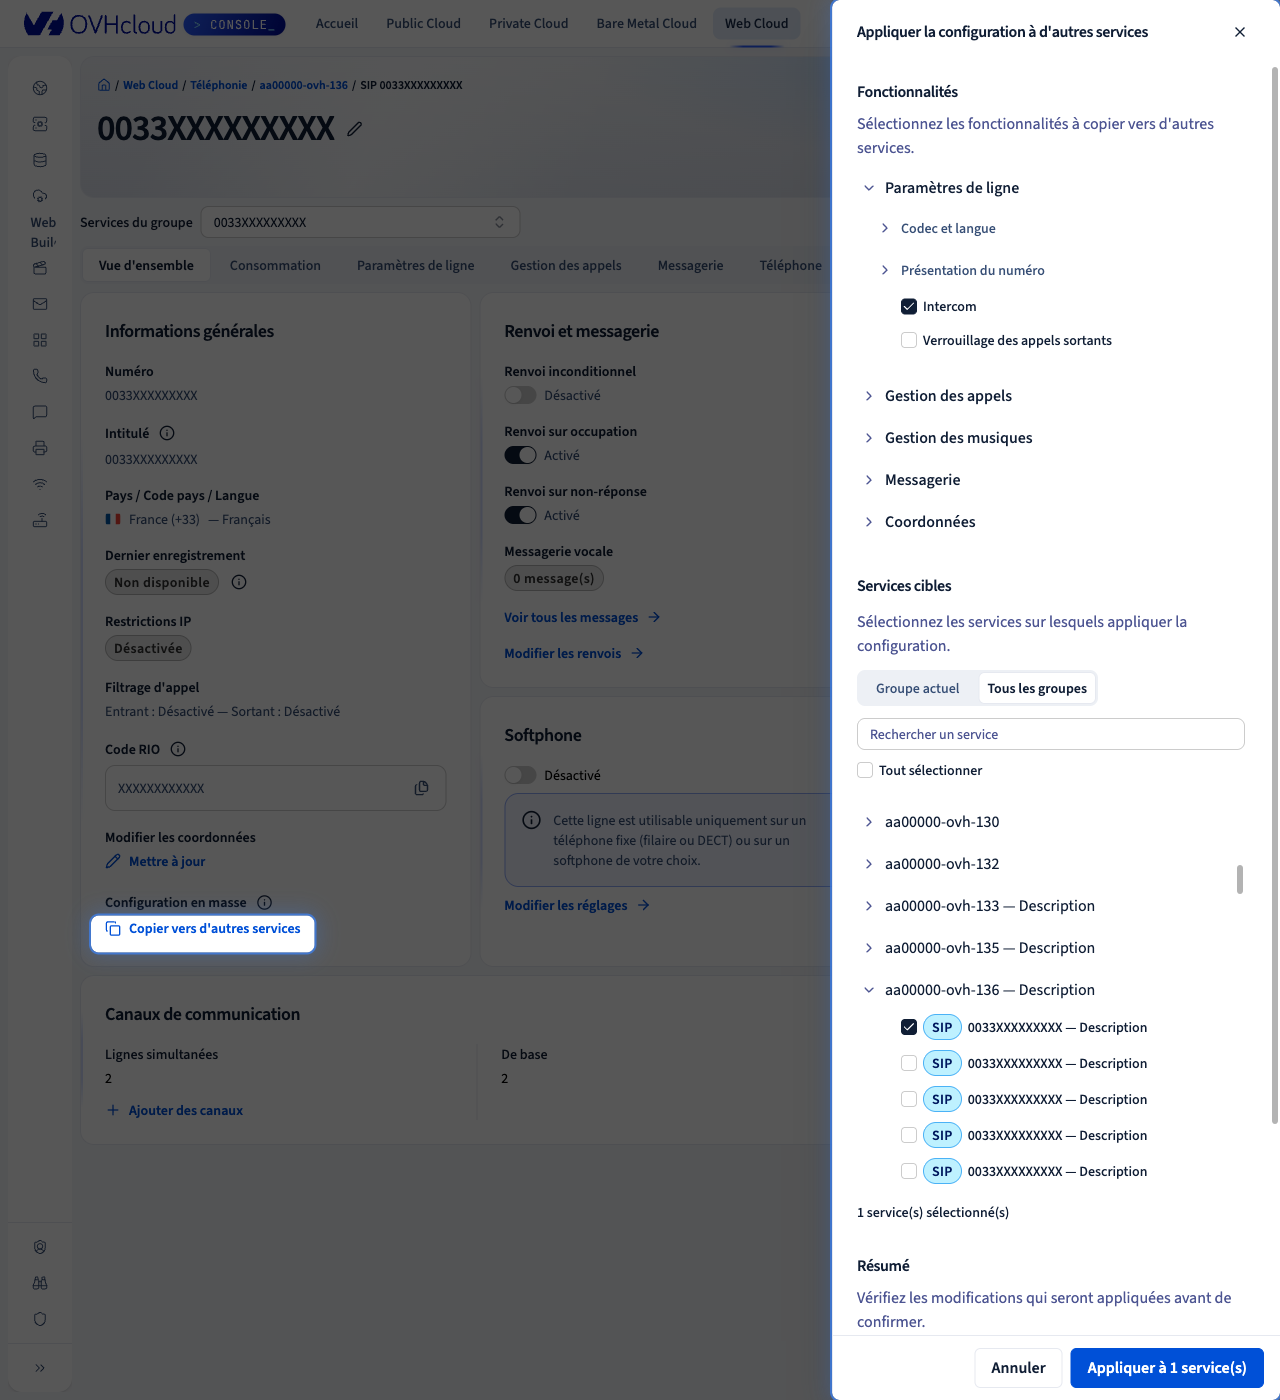 OVHcloud > CONSOLE_
Accueil
Public Cloud
Private Cloud
Bare Metal Cloud
Web Cloud
/ Web Cloud / Téléphonie / aa00000-ovh-136 / SIP 0033XXXXXXXXX
0033XXXXXXXXX
Web
Buil
Services du groupe
0033XXXXXXXXX
Vue d'ensemble
Consommation
Paramètres de ligne
Gestion des appels
Messagerie
Téléphone
Informations générales
Numéro
0033XXXXXXXXX
Intitulé
0033XXXXXXXXX
Pays / Code pays / Langue
France (+33) — Français
Dernier enregistrement
Non disponible
Restrictions IP
Désactivée
Filtrage d'appel
Entrant : Désactivé — Sortant : Désactivé
Code RIO
XXXXXXXXXXXX
Modifier les coordonnées
Mettre à jour
Configuration en masse
Copier vers d'autres services
Renvoi et messagerie
Renvoi inconditionnel
Désactivé
Renvoi sur occupation
Activé
Renvoi sur non-réponse
Activé
Messagerie vocale
0 message(s)
Voir tous les messages
Modifier les renvois
Softphone
Désactivé
Cette ligne est utilisable uniquement sur un
téléphone fixe (filaire ou DECT) ou sur un
softphone de votre choix.
Modifier les réglages
Canaux de communication
Lignes simultanées
2
De base
2
Ajouter des canaux
Appliquer la configuration à d'autres services
Fonctionnalités
Sélectionnez les fonctionnalités à copier vers d'autres
services.
Paramètres de ligne
Codec et langue
Présentation du numéro
Intercom
Verrouillage des appels sortants
Gestion des appels
Gestion des musiques
Messagerie
Coordonnées
Services cibles
Sélectionnez les services sur lesquels appliquer la
configuration.
Groupe actuel
Tous les groupes
Rechercher un service
Tout sélectionner
aa00000-ovh-130
aa00000-ovh-132
aa00000-ovh-133 — Description
aa00000-ovh-135 — Description
aa00000-ovh-136 — Description
SIP 0033XXXXXXXXX — Description
SIP 0033XXXXXXXXX — Description
SIP 0033XXXXXXXXX — Description
SIP 0033XXXXXXXXX — Description
SIP 0033XXXXXXXXX — Description
1 service(s) sélectionné(s)
Résumé
Vérifiez les modifications qui seront appliquées avant de
confirmer.
Annuler
Appliquer à 1 service(s)